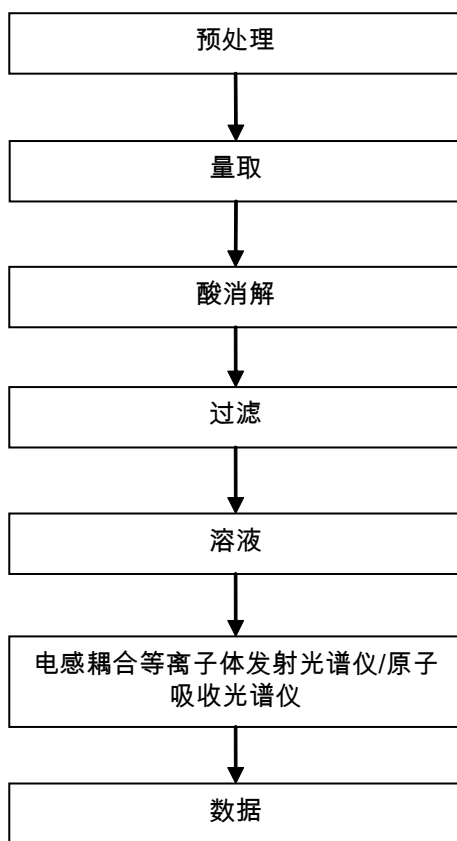 预处理
量取
酸消解
过滤
溶液
电感耦合等离子体发射光谱仪/原子
吸收光谱仪
数据